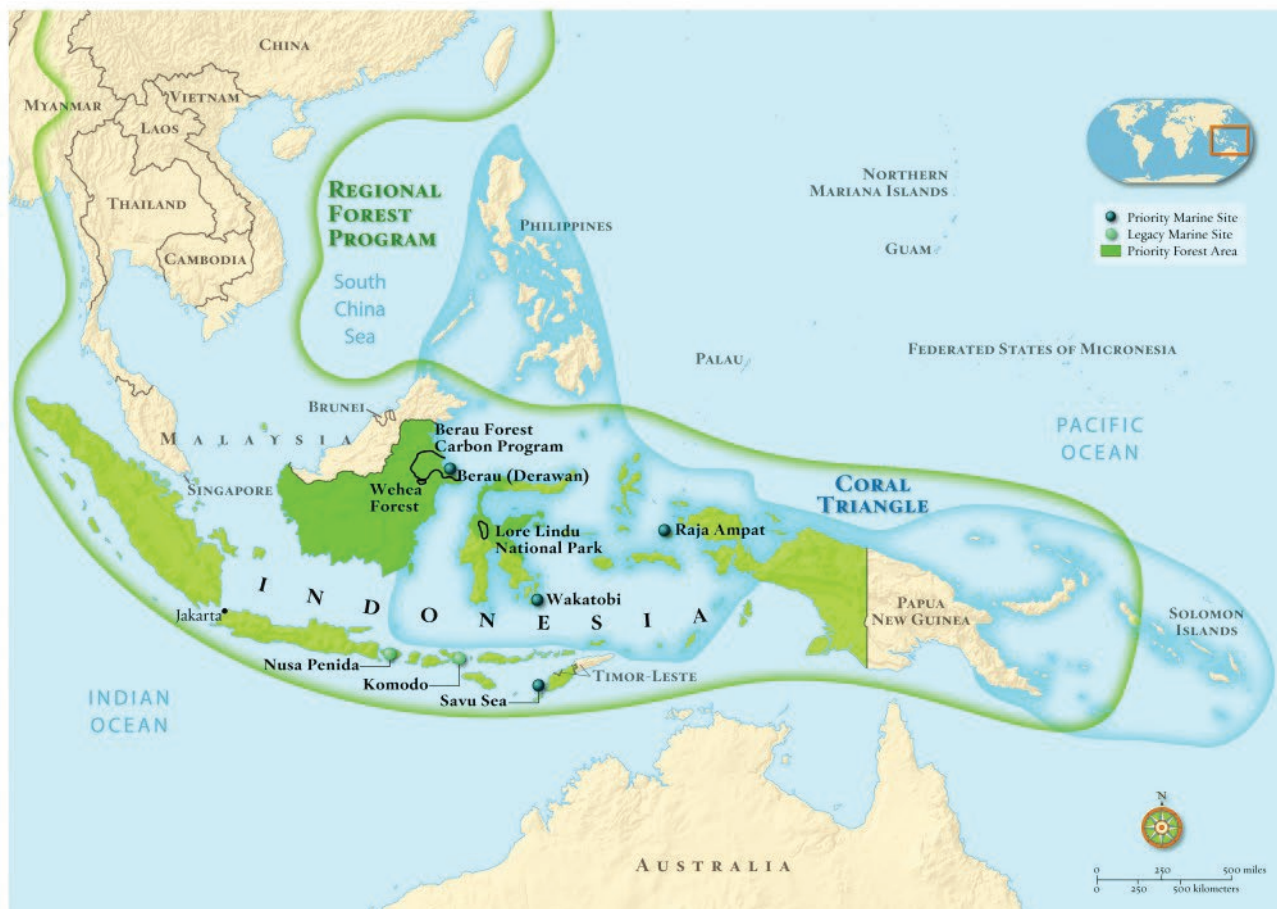 CHINA
MYANMAR
VIETNAM
LAOS
THAILAND
CAMBODIA
REGIONAL
FOREST
PROGRAM
South
China
Sea
PHILIPPINES
NORTHERN
MARIANA ISLANDS
GUAM
Priority Marine Site
Legacy Marine Site
Priority Forest Area
PALAU
FEDERATED STATES OF MICRONESIA
PACIFIC
OCEAN
BRUNEI
MALAYSIA
SINGAPORE
Berau Forest
Carbon Program
Berau (Derawan)
Wehea
Forest
Lore Lindu
National Park
CORAL
TRIANGLE
Raja Ampat
Wakatobi
INDONESIA
Jakarta
PAPUA
NEW GUINEA
SOLOMON
ISLANDS
Nusa Penida
Komodo
Savu Sea
TIMOR-LESTE
INDIAN
OCEAN
AUSTRALIA
N
0 250 500 miles
0 250 500 kilometers